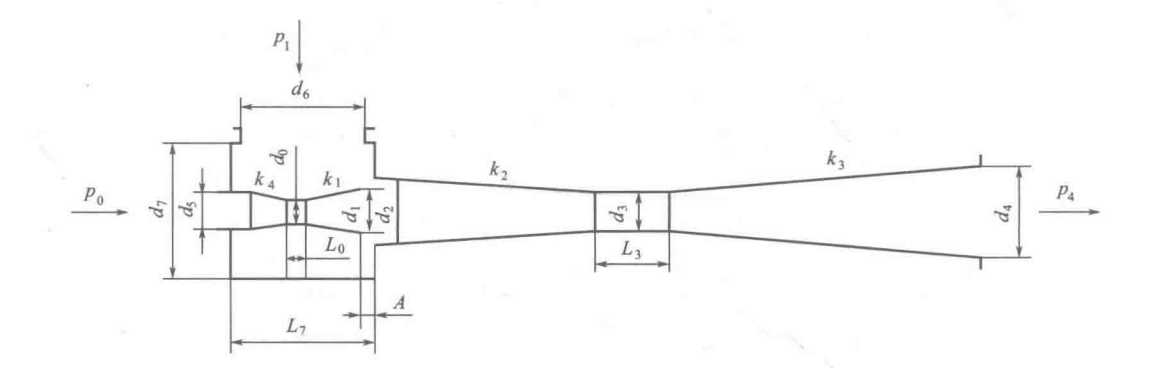 p₁
d₆
d₀
k₄
k₁
k₂
k₃
p₀
d₇
d₅
d₁
d₂
d₃
d₄
p₄
L₀
L₃
A
L₇